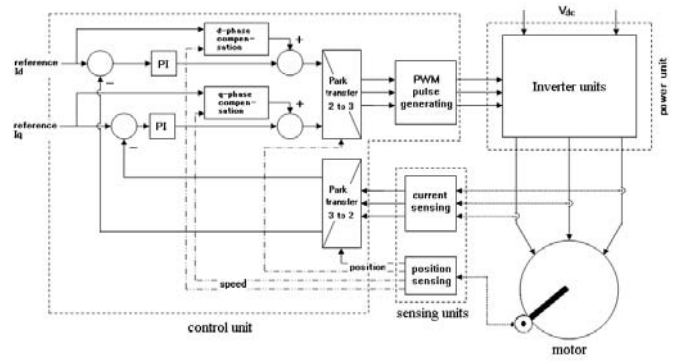 V_dc
d-phase
compen-
sation
+
reference
Id
−
PI
Park
transfer
2 to 3
PWM
pulse
generating
Inverter units
power unit
q-phase
compen-
sation
+
reference
Iq
−
PI
Park
transfer
3 to 2
current
sensing
position
position
sensing
speed
control unit
sensing units
motor